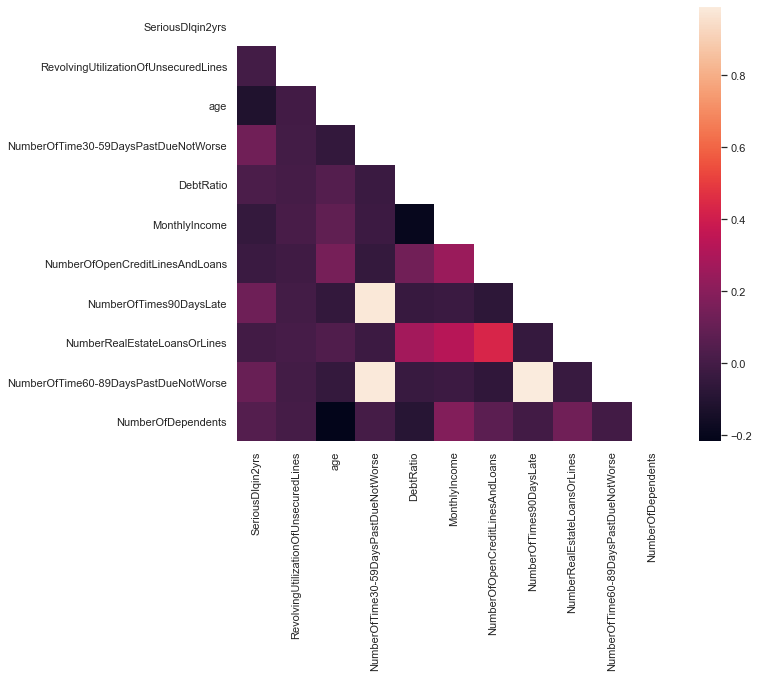 SeriousDlqin2yrs
RevolvingUtilizationOfUnsecuredLines
age
NumberOfTime30-59DaysPastDueNotWorse
DebtRatio
MonthlyIncome
NumberOfOpenCreditLinesAndLoans
NumberOfTimes90DaysLate
NumberRealEstateLoansOrLines
NumberOfTime60-89DaysPastDueNotWorse
NumberOfDependents
SeriousDlqin2yrs
RevolvingUtilizationOfUnsecuredLines
age
NumberOfTime30-59DaysPastDueNotWorse
DebtRatio
MonthlyIncome
NumberOfOpenCreditLinesAndLoans
NumberOfTimes90DaysLate
NumberRealEstateLoansOrLines
NumberOfTime60-89DaysPastDueNotWorse
NumberOfDependents
0.8
0.6
0.4
0.2
0.0
−0.2